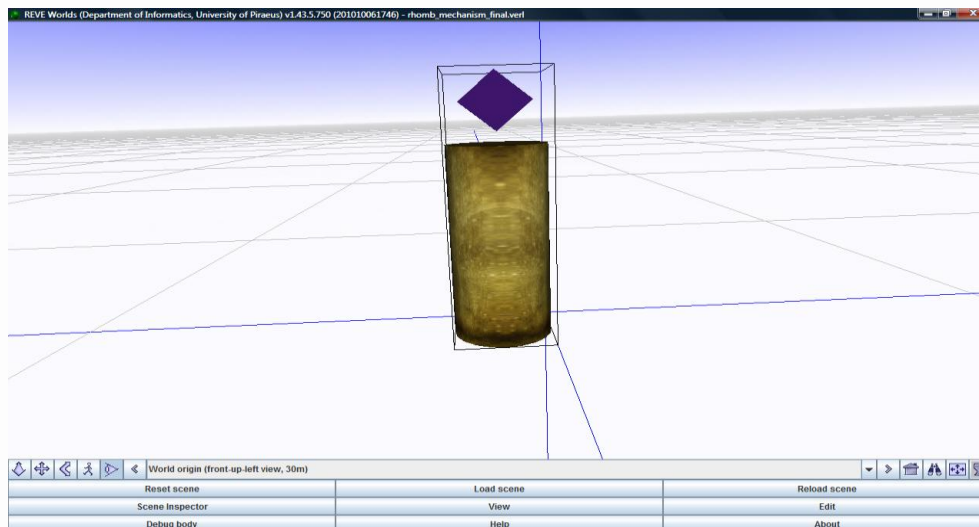 REVE Worlds (Department of Informatics, University of Piraeus) v1.43.5.750 (201010061746) - rhomb_mechanism_final.verl
World origin (front-up-left view, 30m)
Reset scene Load scene Reload scene
Scene Inspector View Edit
Debug body Help About